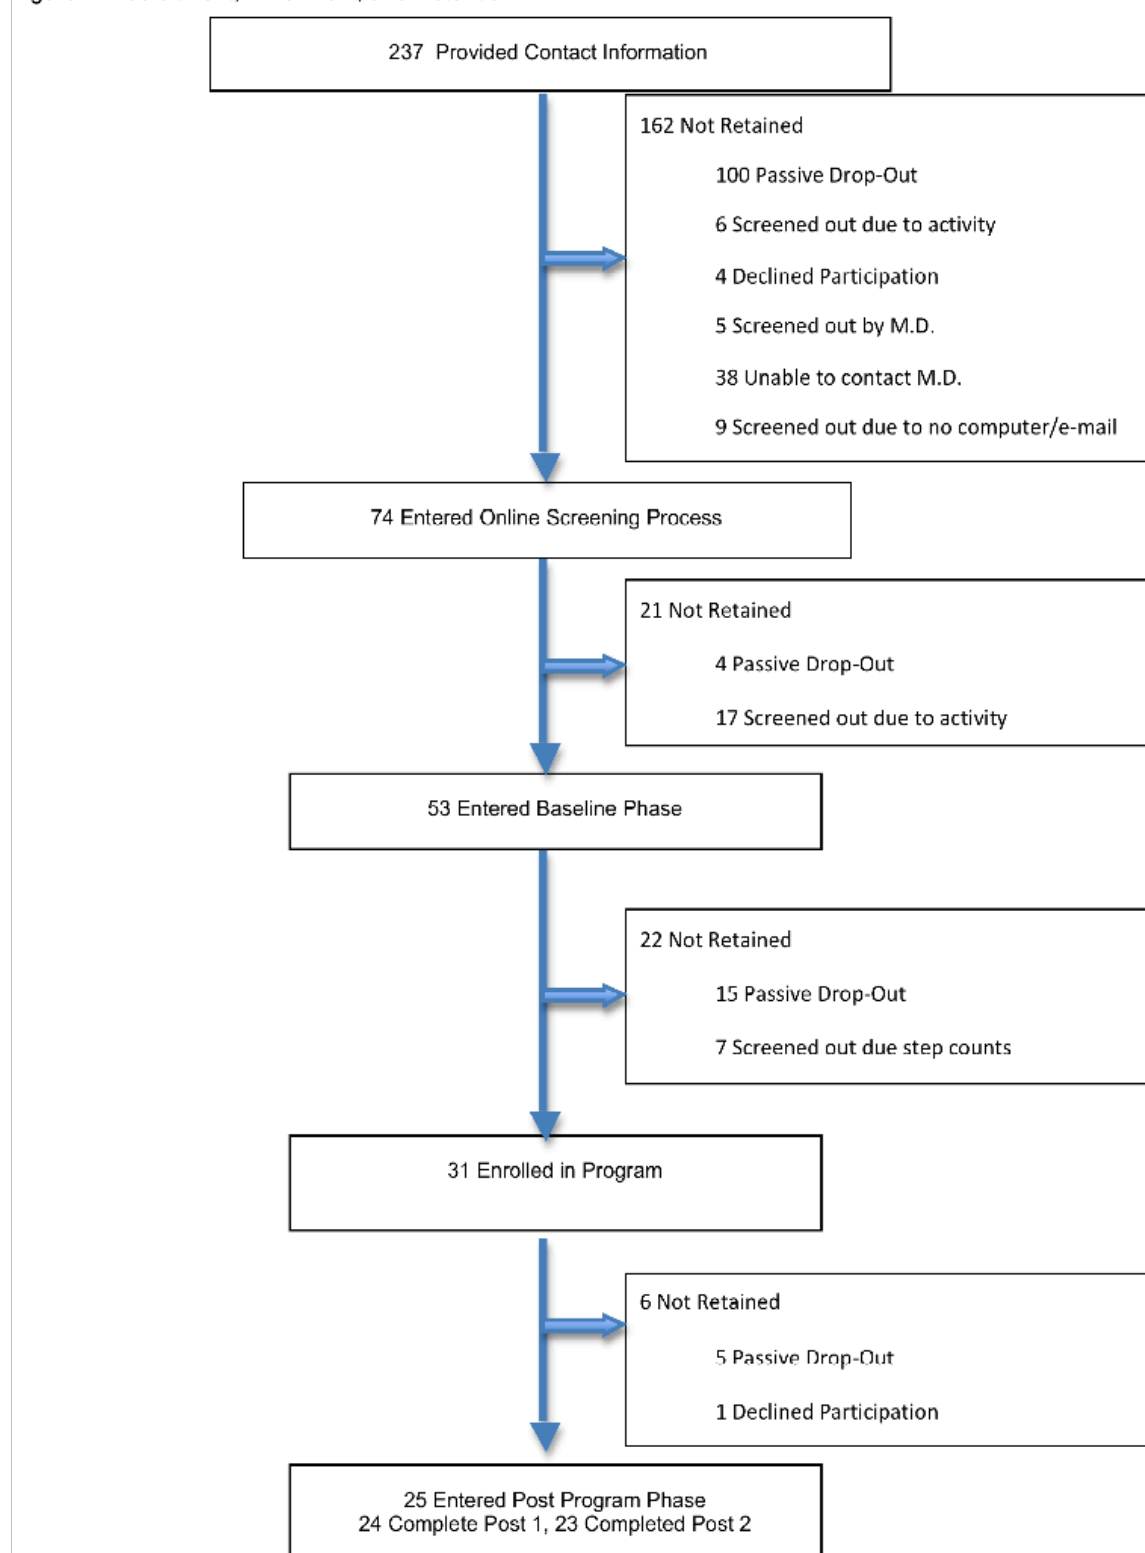 237 Provided Contact Information
162 Not Retained
100 Passive Drop-Out
6 Screened out due to activity
4 Declined Participation
5 Screened out by M.D.
38 Unable to contact M.D.
9 Screened out due to no computer/e-mail
74 Entered Online Screening Process
21 Not Retained
4 Passive Drop-Out
17 Screened out due to activity
53 Entered Baseline Phase
22 Not Retained
15 Passive Drop-Out
7 Screened out due step counts
31 Enrolled in Program
6 Not Retained
5 Passive Drop-Out
1 Declined Participation
25 Entered Post Program Phase
24 Complete Post 1, 23 Completed Post 2